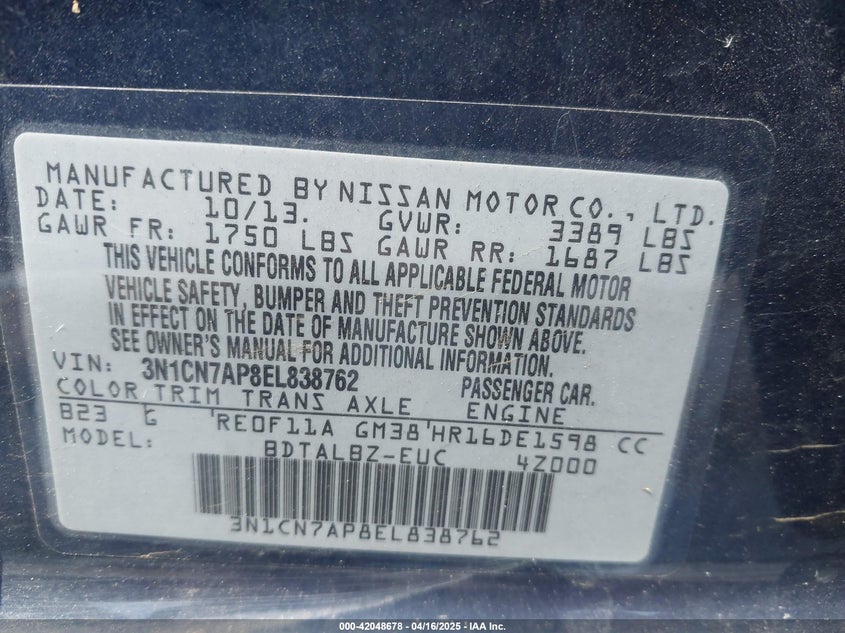 MANUFACTURED BY NISSAN MOTOR CO., LTD.
DATE: 10/13. GVWR: 3389 LBS
GAWR FR: 1750 LBS GAWR RR: 1687 LBS
THIS VEHICLE CONFORMS TO ALL APPLICABLE FEDERAL MOTOR
VEHICLE SAFETY, BUMPER AND THEFT PREVENTION STANDARDS
IN EFFECT ON THE DATE OF MANUFACTURE SHOWN ABOVE.
SEE OWNER'S MANUAL FOR ADDITIONAL INFORMATION.
VIN: 3N1CN7AP8EL838762 PASSENGER CAR.
COLOR TRIM TRANS AXLE ENGINE
B23 G RE0F11A GM38 HR16DE1598 CC
MODEL: BDTALBZ-EUC 4Z000
3N1CN7AP8EL838762
000-42048678 - 04/16/2025 - IAA Inc.